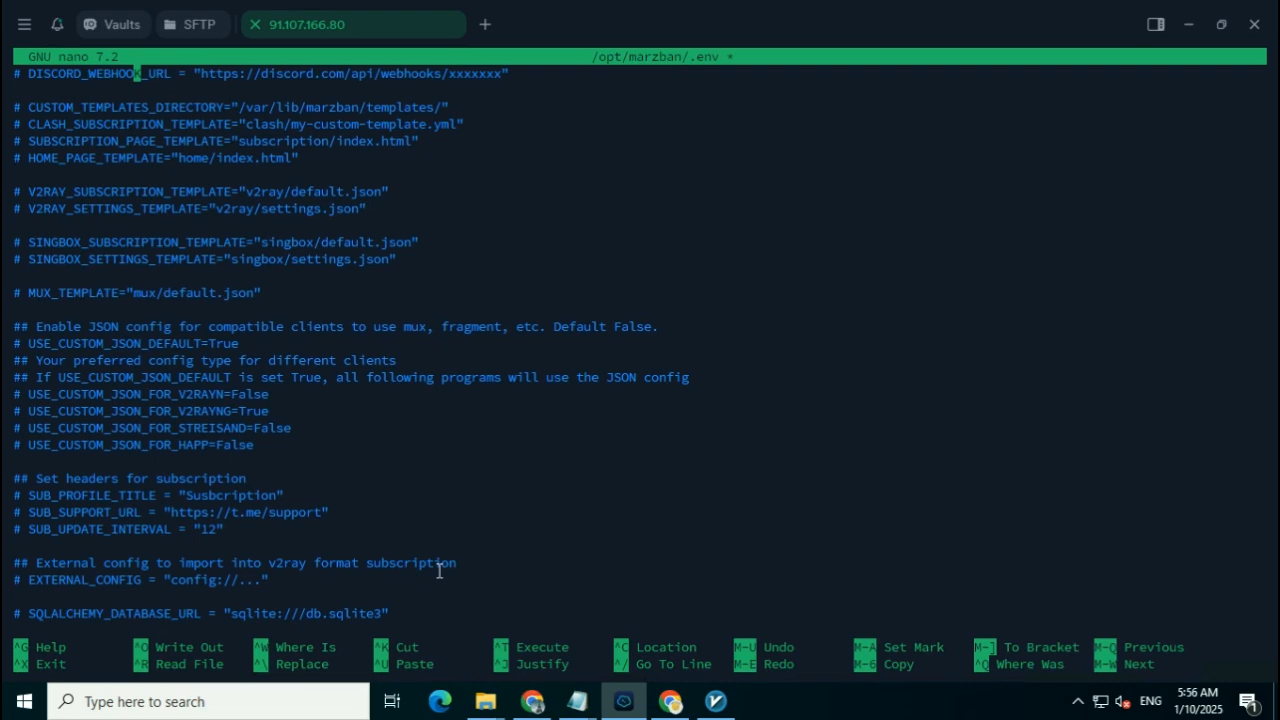 Vaults
SFTP
91.107.166.80
GNU nano 7.2 /opt/marzban/.env *
# DISCORD_WEBHOOK_URL = "https://discord.com/api/webhooks/xxxxxxx"
# CUSTOM_TEMPLATES_DIRECTORY="/var/lib/marzban/templates/"
# CLASH_SUBSCRIPTION_TEMPLATE="clash/my-custom-template.yml"
# SUBSCRIPTION_PAGE_TEMPLATE="subscription/index.html"
# HOME_PAGE_TEMPLATE="home/index.html"
# V2RAY_SUBSCRIPTION_TEMPLATE="v2ray/default.json"
# V2RAY_SETTINGS_TEMPLATE="v2ray/settings.json"
# SINGBOX_SUBSCRIPTION_TEMPLATE="singbox/default.json"
# SINGBOX_SETTINGS_TEMPLATE="singbox/settings.json"
# MUX_TEMPLATE="mux/default.json"
## Enable JSON config for compatible clients to use mux, fragment, etc. Default False.
# USE_CUSTOM_JSON_DEFAULT=True
## Your preferred config type for different clients
## If USE_CUSTOM_JSON_DEFAULT is set True, all following programs will use the JSON config
# USE_CUSTOM_JSON_FOR_V2RAYN=False
# USE_CUSTOM_JSON_FOR_V2RAYNG=True
# USE_CUSTOM_JSON_FOR_STREISAND=False
# USE_CUSTOM_JSON_FOR_HAPP=False
## Set headers for subscription
# SUB_PROFILE_TITLE = "Susbcription"
# SUB_SUPPORT_URL = "https://t.me/support"
# SUB_UPDATE_INTERVAL = "12"
## External config to import into v2ray format subscription
# EXTERNAL_CONFIG = "config://..."
# SQLALCHEMY_DATABASE_URL = "sqlite:///db.sqlite3"
^G Help ^O Write Out ^W Where Is ^K Cut ^T Execute ^C Location M-U Undo M-A Set Mark M-] To Bracket M-Q Previous
^X Exit ^R Read File ^\ Replace ^U Paste ^J Justify ^/ Go To Line M-E Redo M-6 Copy ^Q Where Was M-W Next
Type here to search
ENG
5:56 AM
1/10/2025
1